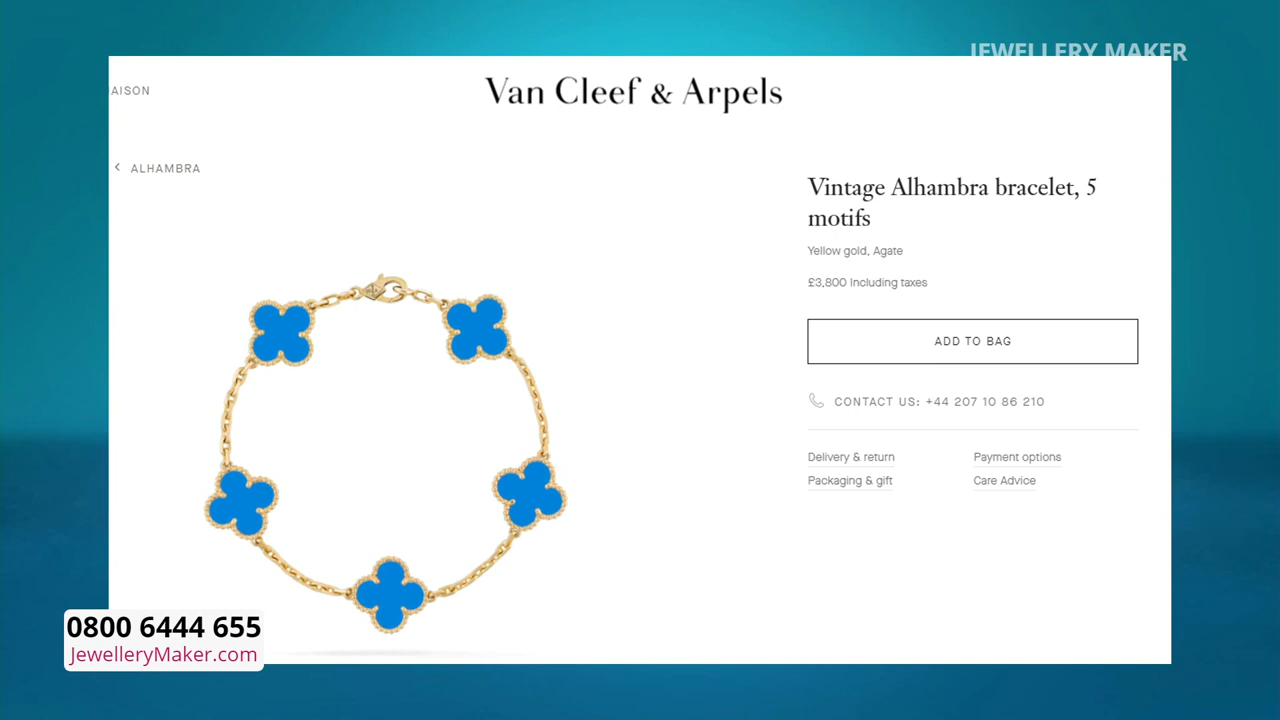 JEWELLERY MAKER
AISON
Van Cleef & Arpels
ALHAMBRA
Vintage Alhambra bracelet, 5
motifs
Yellow gold, Agate
£3,800 Including taxes
ADD TO BAG
CONTACT US: +44 207 10 86 210
Delivery & return
Payment options
Packaging & gift
Care Advice
0800 6444 655
JewelleryMaker.com